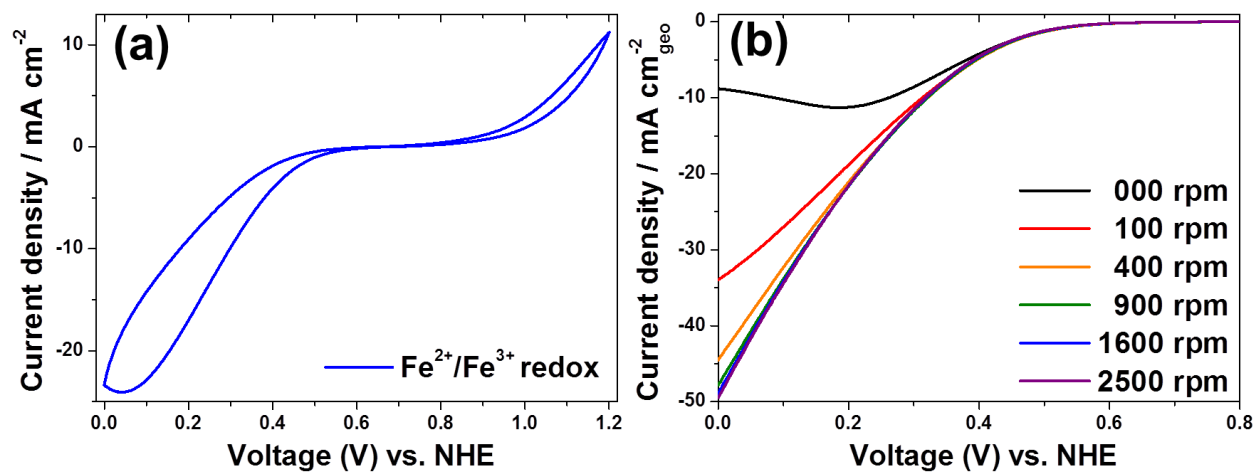 (a)
Current density / mA cm⁻²
10
0
-10
-20
Fe²⁺/Fe³⁺ redox
0.0 0.2 0.4 0.6 0.8 1.0 1.2
Voltage (V) vs. NHE
(b)
Current density / mA cm⁻²geo
0
-10
-20
-30
-40
-50
000 rpm
100 rpm
400 rpm
900 rpm
1600 rpm
2500 rpm
0.0 0.2 0.4 0.6 0.8
Voltage (V) vs. NHE